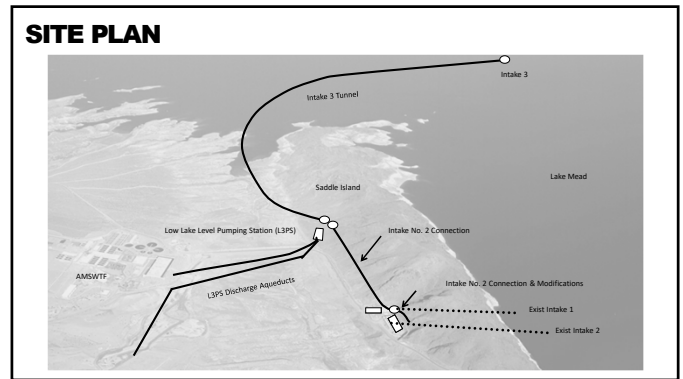 SITE PLAN
Intake 3
Intake 3 Tunnel
Lake Mead
Saddle Island
Low Lake Level Pumping Station (L3PS)
Intake No. 2 Connection
AMSWTF
L3PS Discharge Aqueducts
Intake No. 2 Connection & Modifications
Exist Intake 1
Exist Intake 2